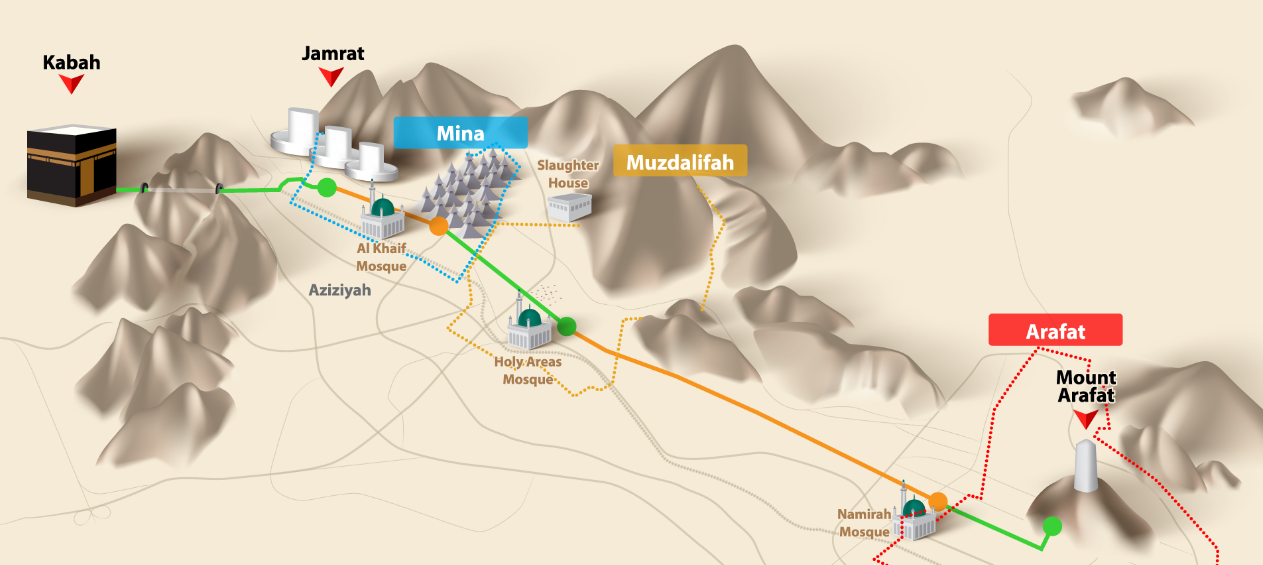 Kabah
Jamrat
Mina
Slaughter
House
Muzdalifah
Al Khaif
Mosque
Aziziyah
Holy Areas
Mosque
Arafat
Mount
Arafat
Namirah
Mosque